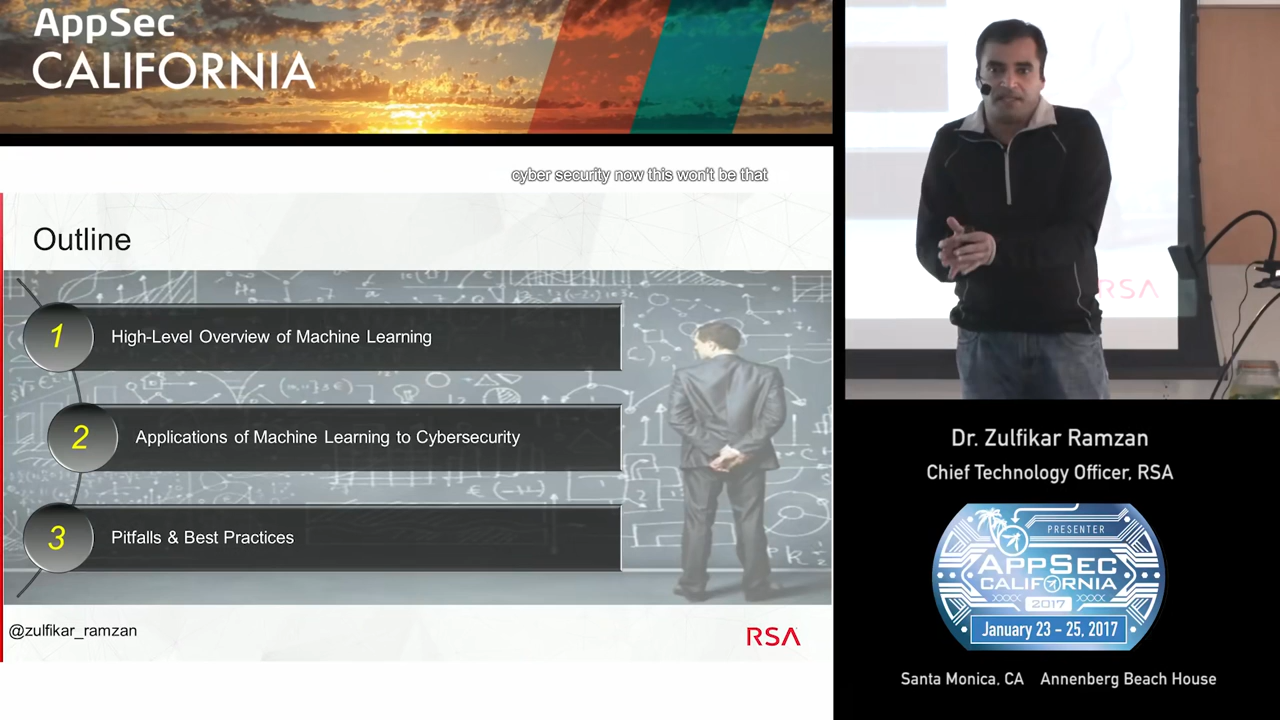 AppSec
CALIFORNIA
cyber security now this won't be that
Outline
1 High-Level Overview of Machine Learning
2 Applications of Machine Learning to Cybersecurity
3 Pitfalls & Best Practices
@zulfikar_ramzan
RSA
RSA
Dr. Zulfikar Ramzan
Chief Technology Officer, RSA
PRESENTER
APPSEC
CALIFORNIA
2017
January 23 - 25, 2017
Santa Monica, CA Annenberg Beach House